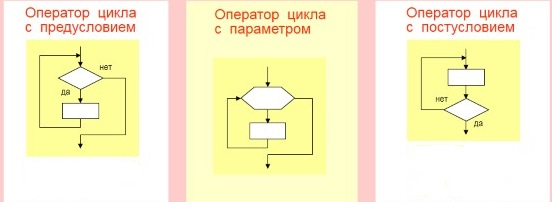 Оператор цикла
с предусловием
нет
да
Оператор цикла
с параметром
Оператор цикла
с постусловием
нет
да